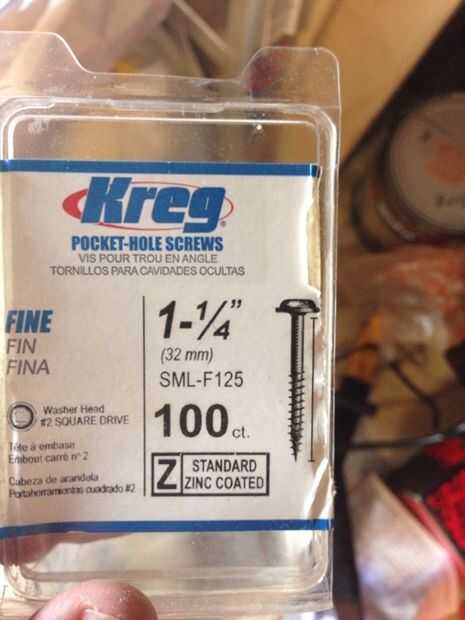 Kreg®
POCKET-HOLE SCREWS
VIS POUR TROU EN ANGLE
TORNILLOS PARA CAVIDADES OCULTAS
FINE
FIN
FINA
Washer Head
#2 SQUARE DRIVE
Tête à embase
Embout carré nº 2
Cabeza de arandala
Portaherramientas cuadrado #2
1-1/4"
(32 mm)
SML-F125
100 ct.
Z STANDARD
ZINC COATED